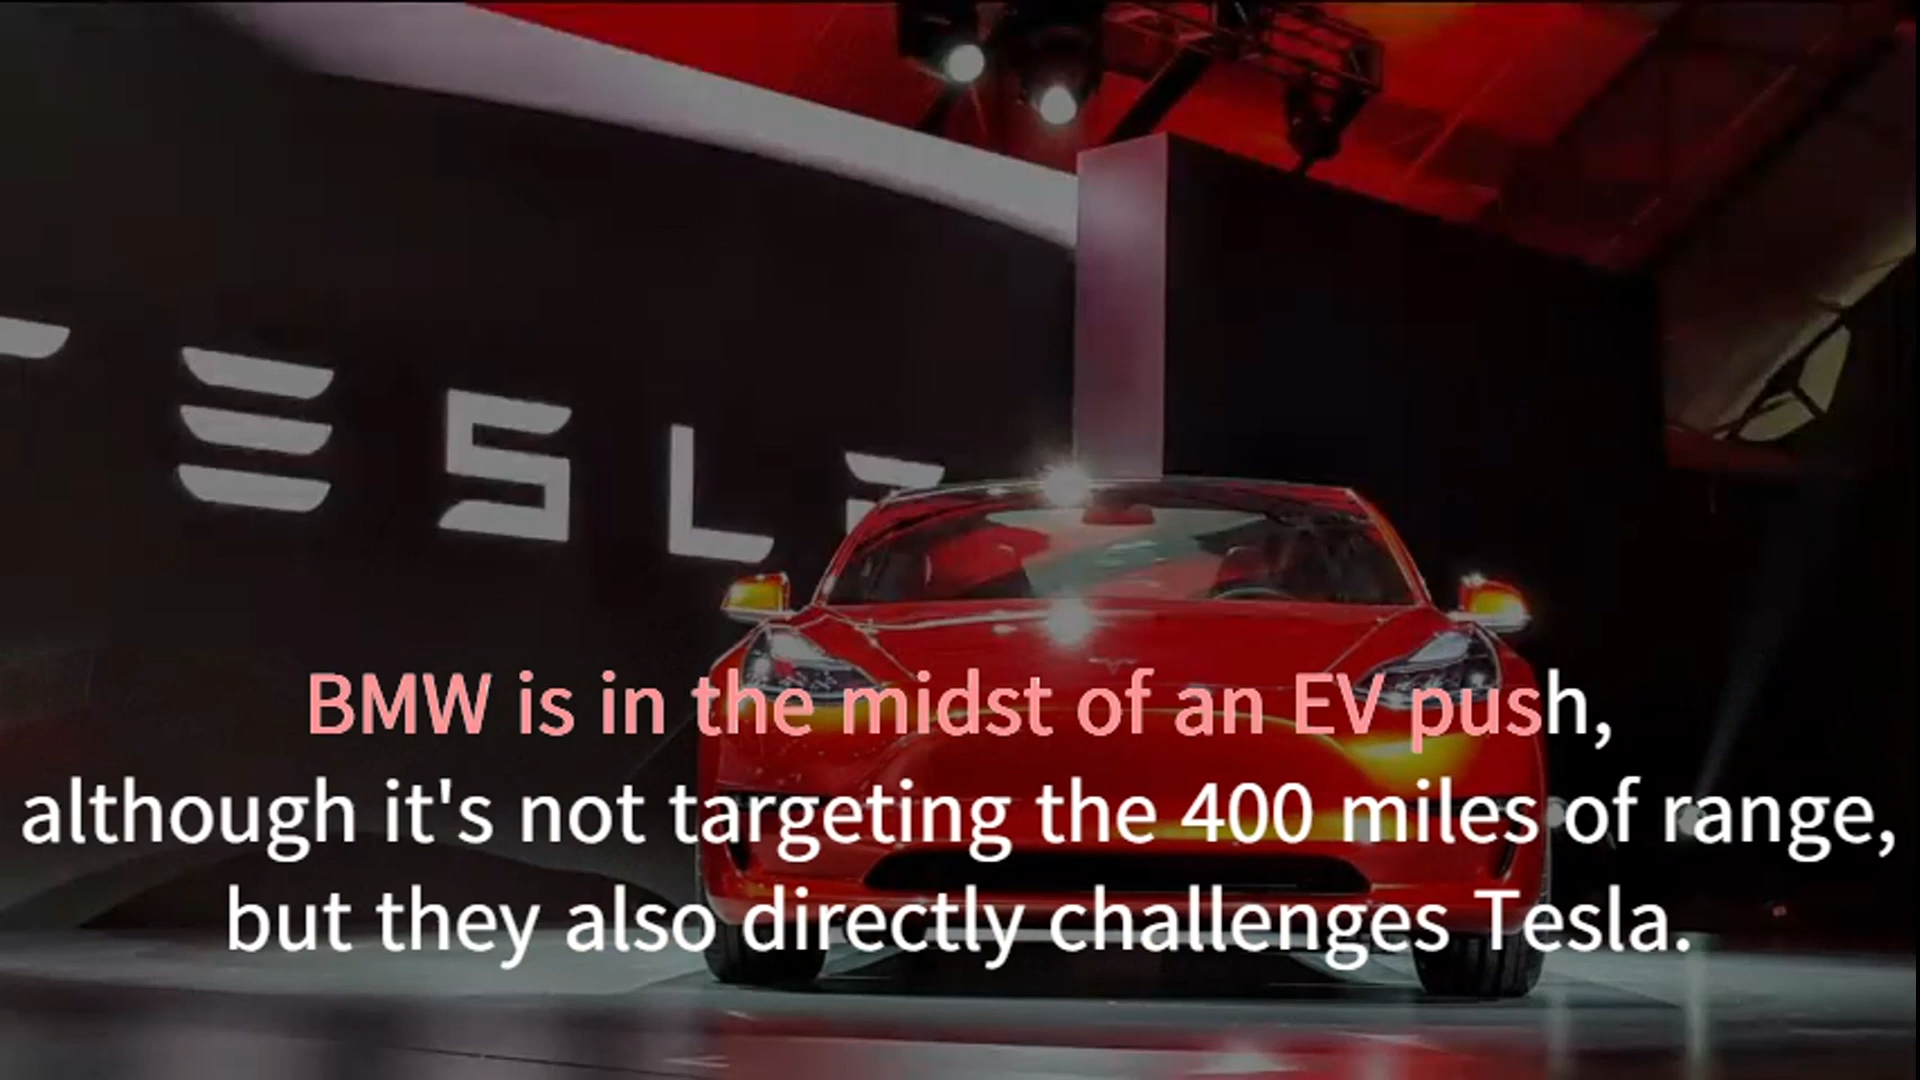 TESLA
BMW is in the midst of an EV push,
although it's not targeting the 400 miles of range,
but they also directly challenges Tesla.